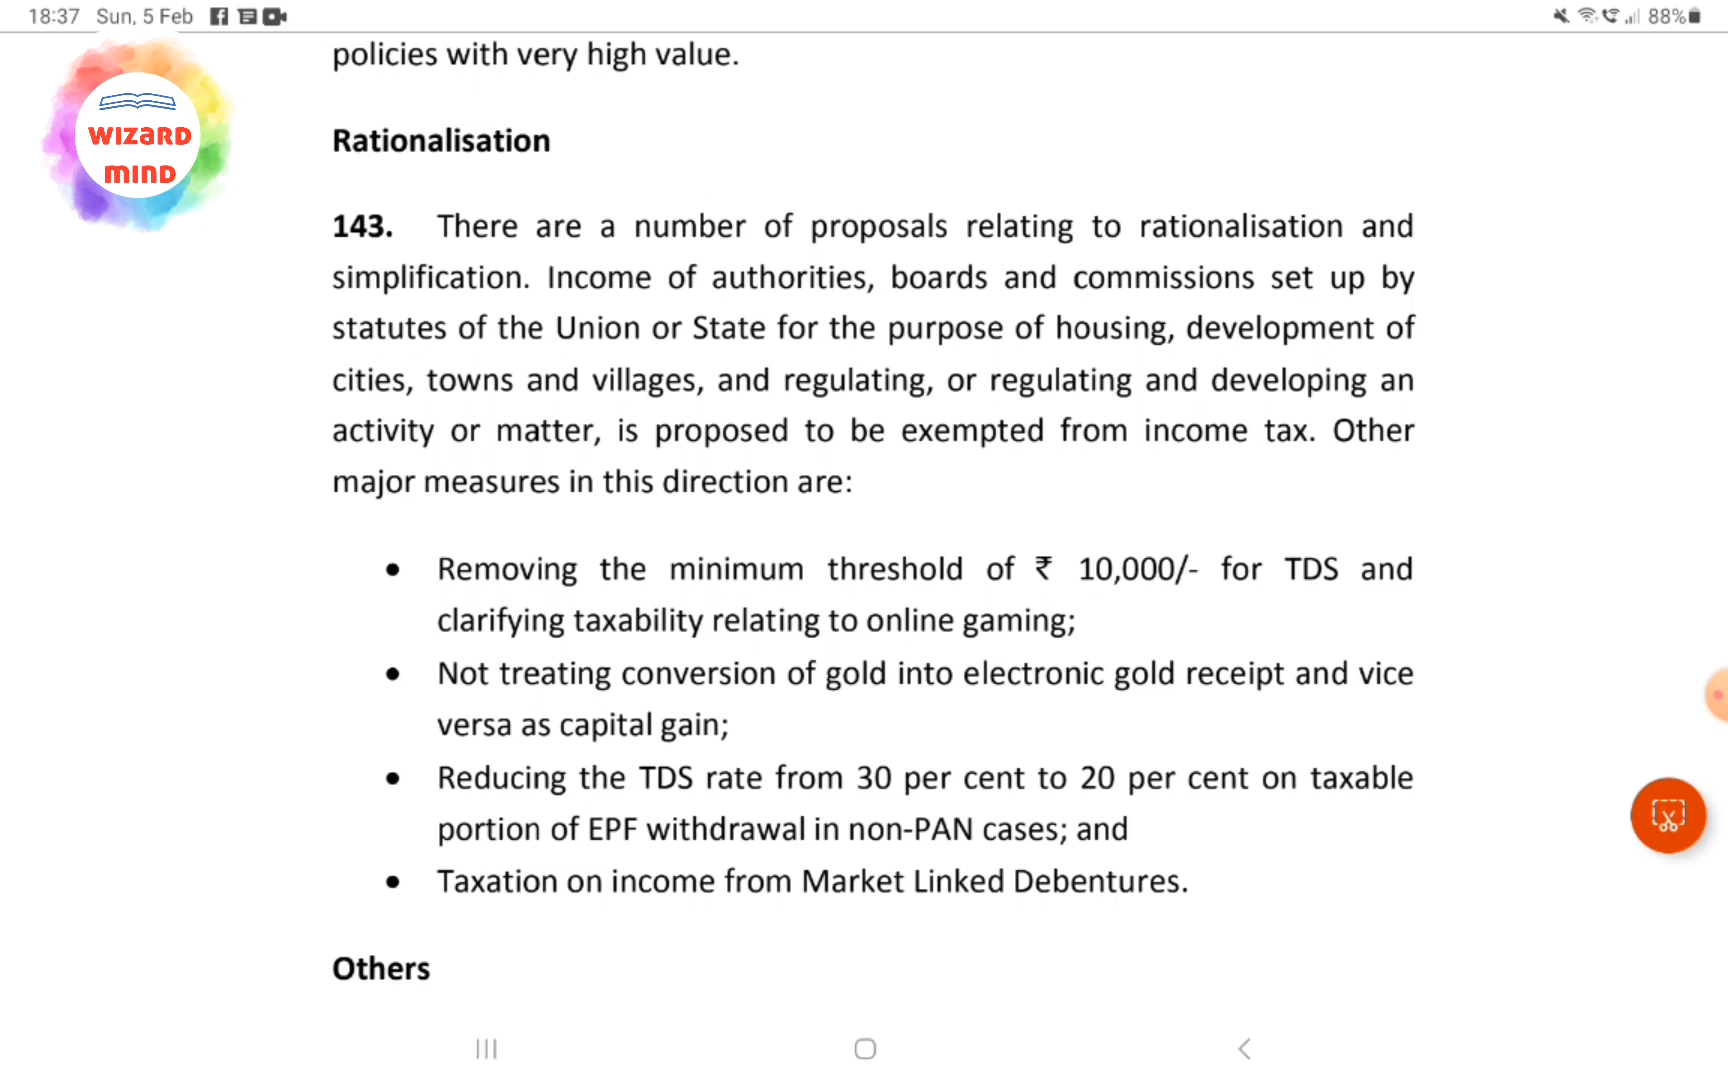 18:37 Sun, 5 Feb
88%
policies with very high value.
WIZARD
MIND
Rationalisation
143. There are a number of proposals relating to rationalisation and
simplification. Income of authorities, boards and commissions set up by
statutes of the Union or State for the purpose of housing, development of
cities, towns and villages, and regulating, or regulating and developing an
activity or matter, is proposed to be exempted from income tax. Other
major measures in this direction are:
• Removing the minimum threshold of ₹ 10,000/- for TDS and
clarifying taxability relating to online gaming;
• Not treating conversion of gold into electronic gold receipt and vice
versa as capital gain;
• Reducing the TDS rate from 30 per cent to 20 per cent on taxable
portion of EPF withdrawal in non-PAN cases; and
• Taxation on income from Market Linked Debentures.
Others